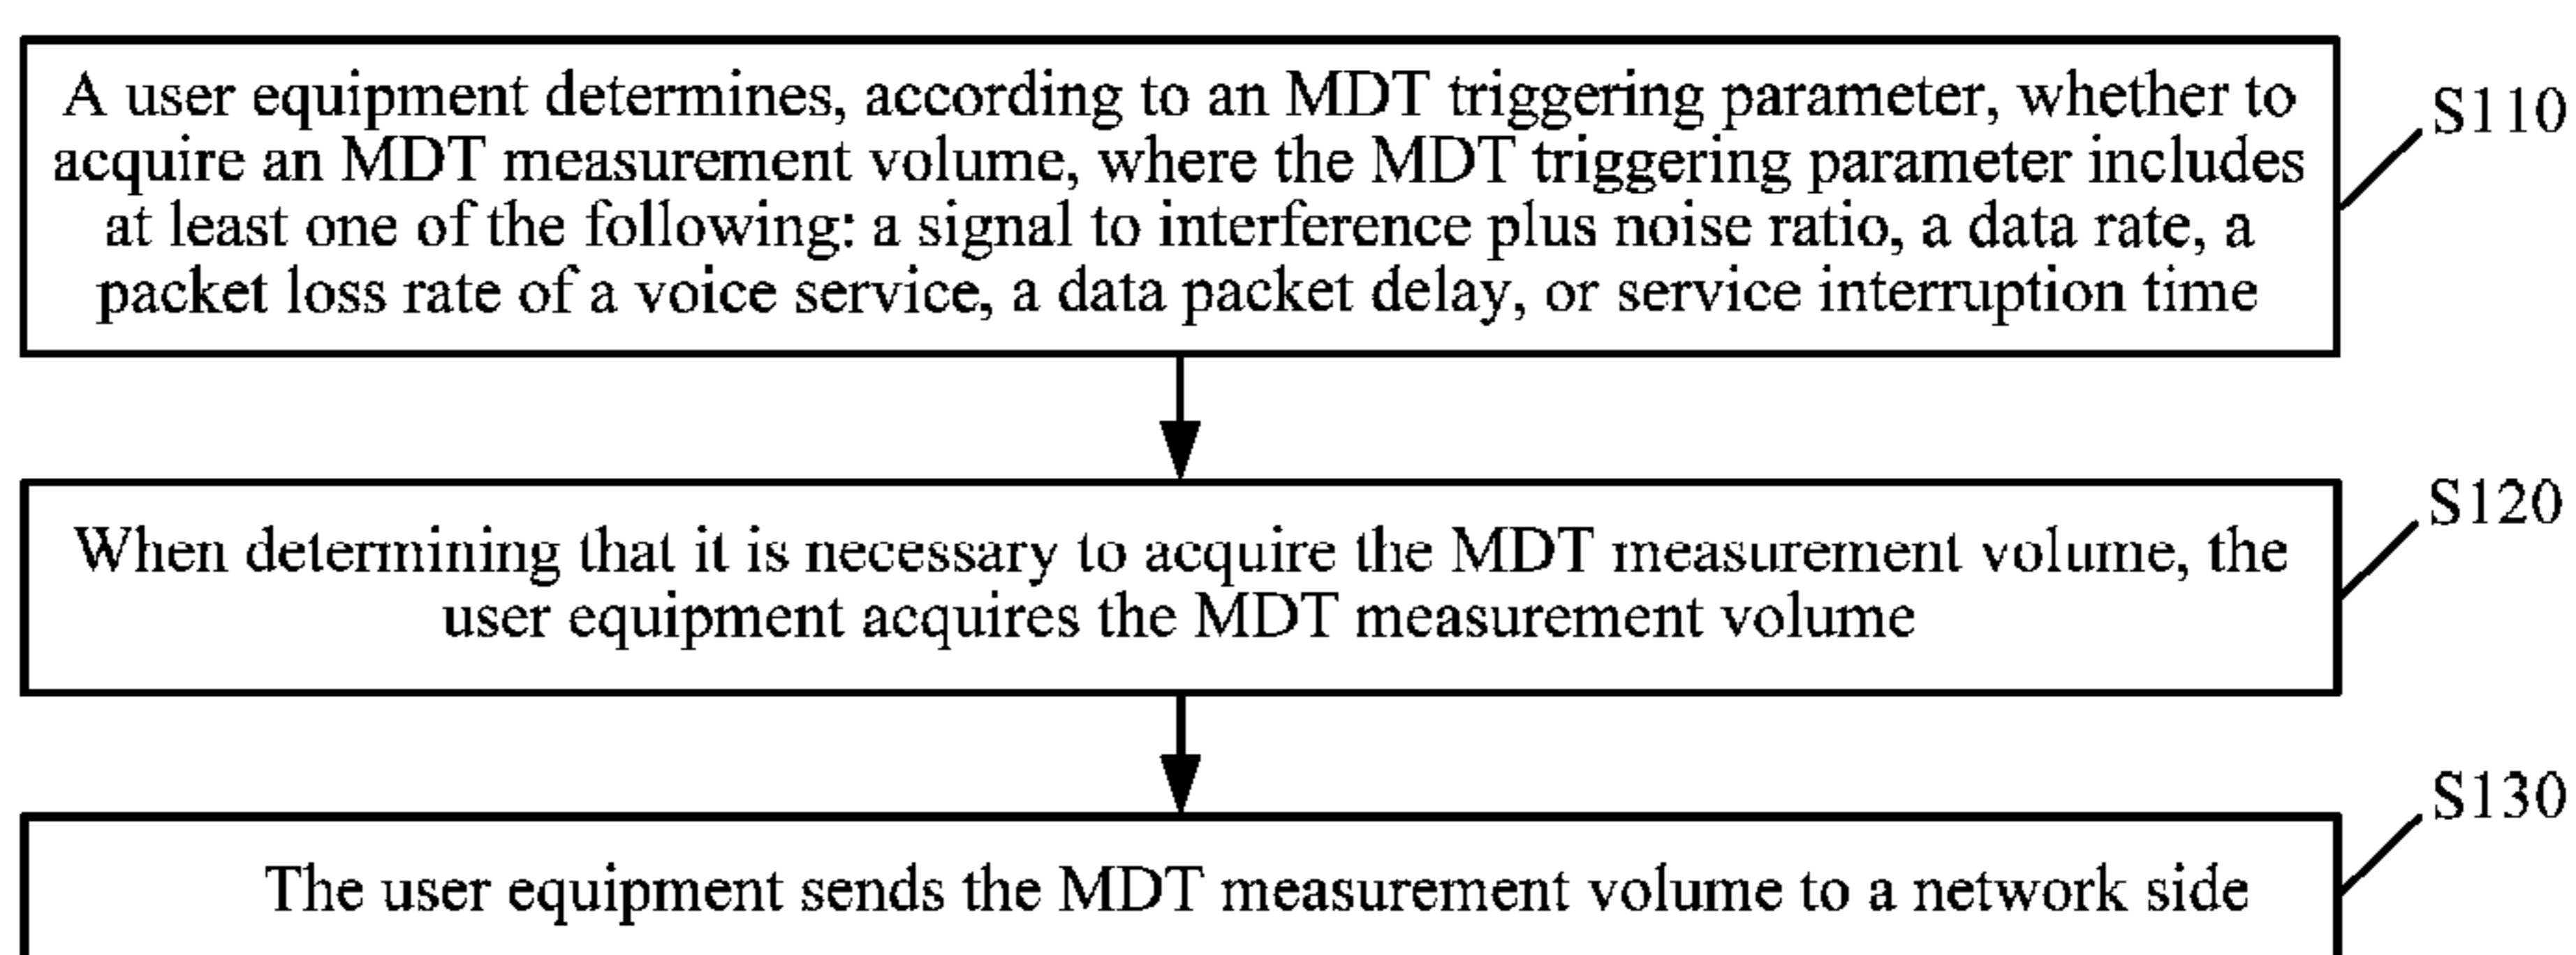 A user equipment determines, according to an MDT triggering parameter, whether to
acquire an MDT measurement volume, where the MDT triggering parameter includes
at least one of the following: a signal to interference plus noise ratio, a data rate, a
packet loss rate of a voice service, a data packet delay, or service interruption time
S110
When determining that it is necessary to acquire the MDT measurement volume, the
user equipment acquires the MDT measurement volume
S120
The user equipment sends the MDT measurement volume to a network side
S130